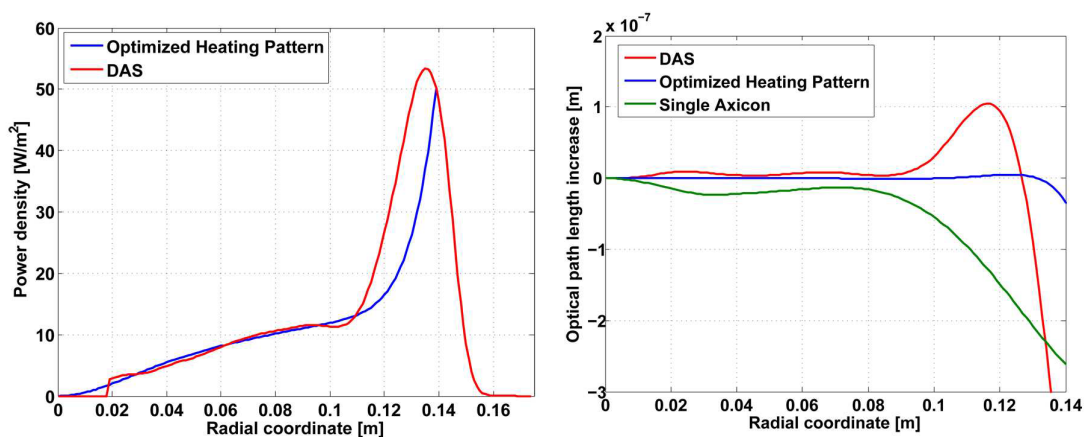 60
50
40
30
20
10
0
Power density [W/m²]
Optimized Heating Pattern
DAS
0 0.02 0.04 0.06 0.08 0.1 0.12 0.14 0.16
Radial coordinate [m]
x 10⁻⁷
2
1
0
−1
−2
−3
Optical path length increase [m]
DAS
Optimized Heating Pattern
Single Axicon
0 0.02 0.04 0.06 0.08 0.1 0.12 0.14
Radial coordinate [m]